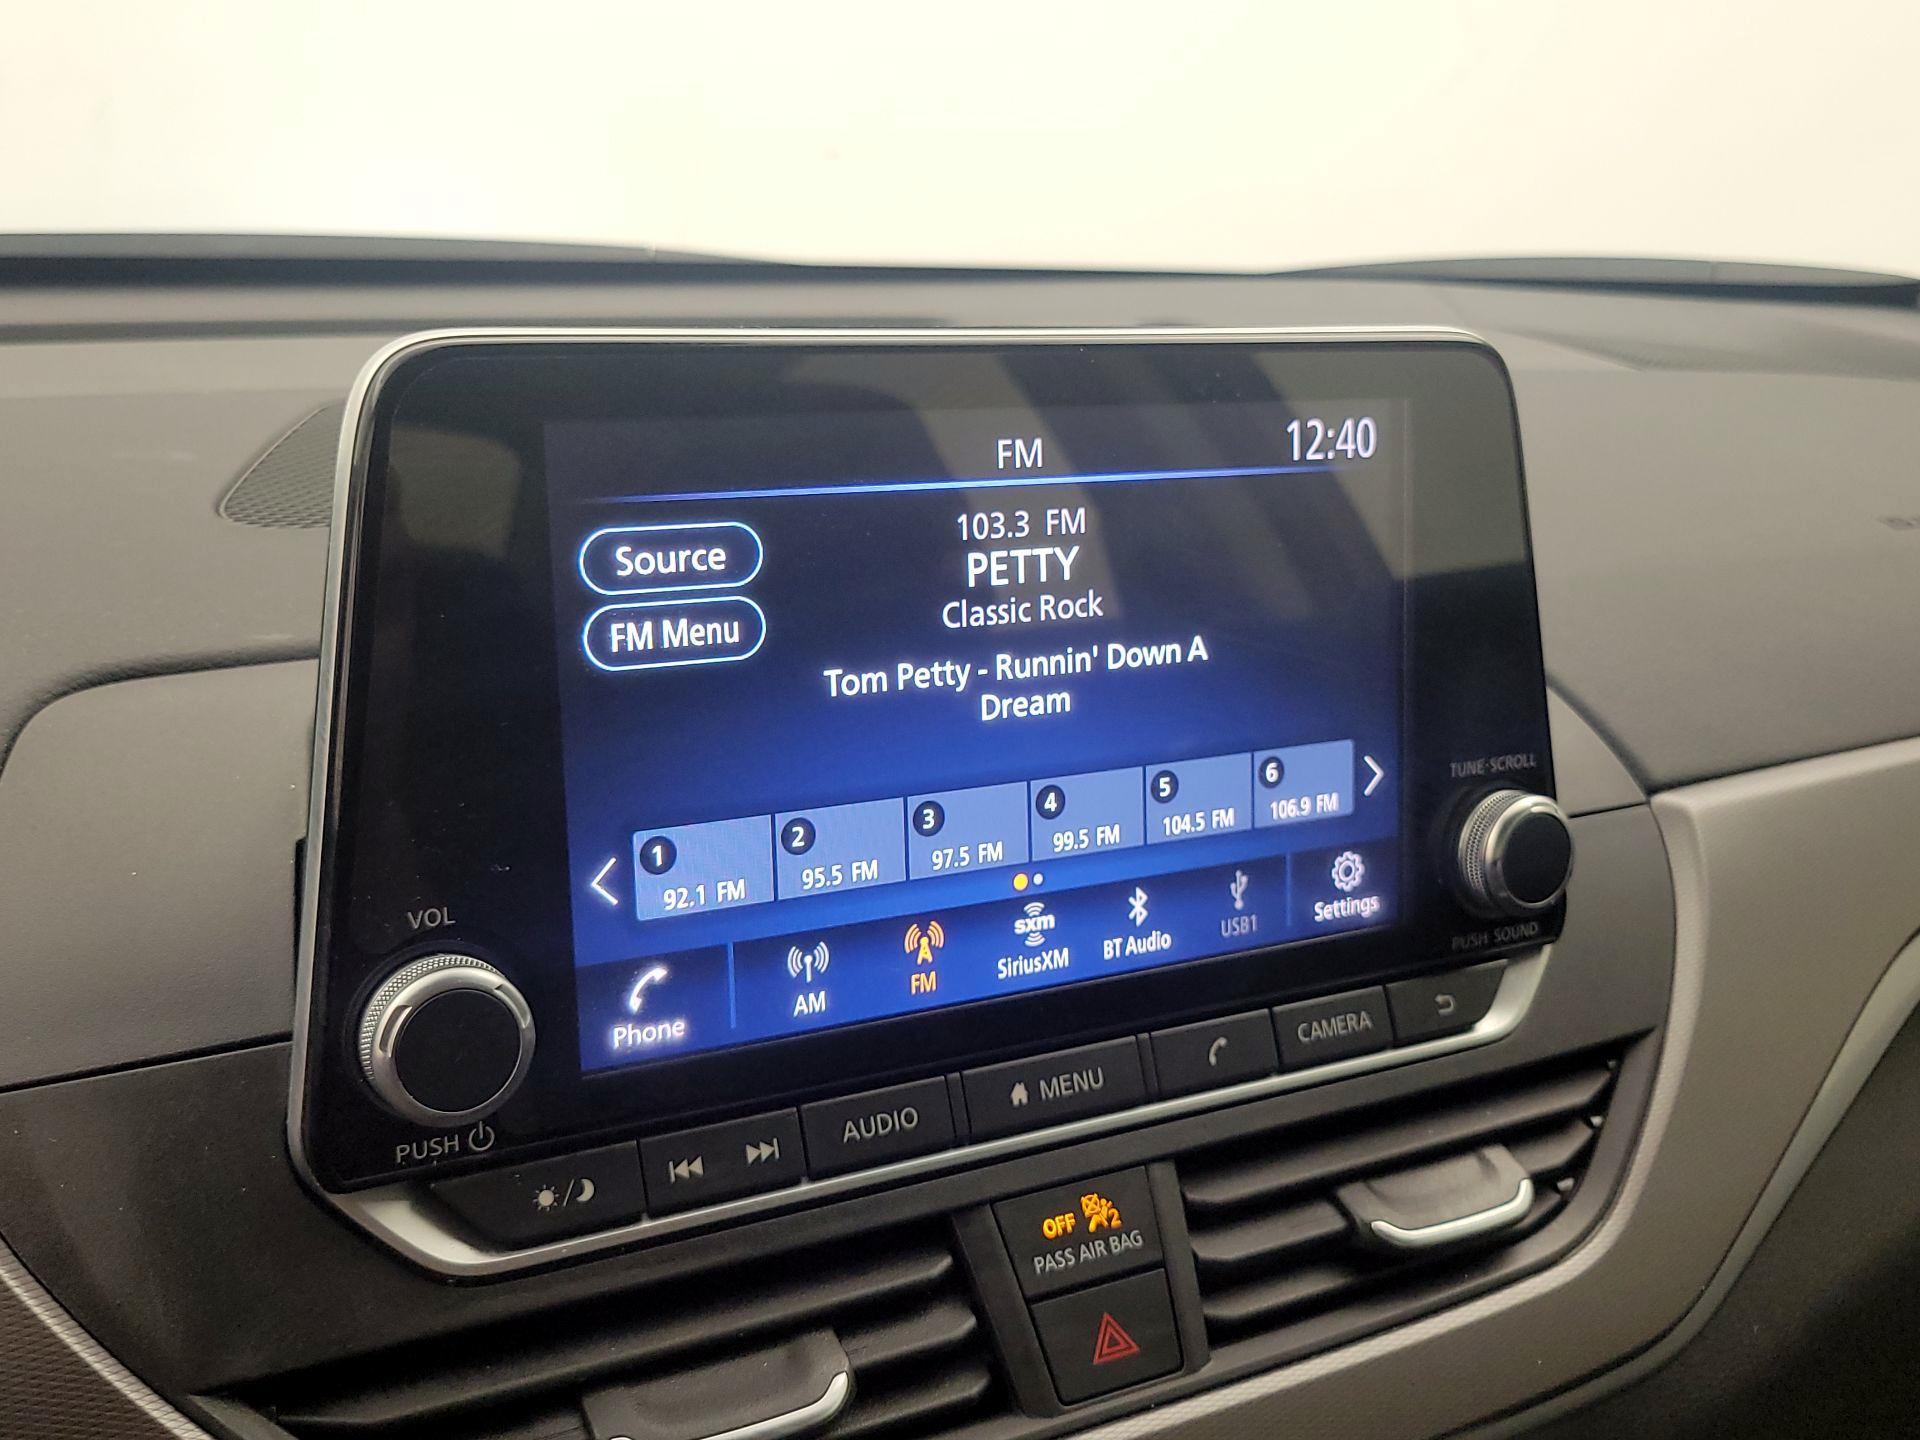 FM
12:40
103.3 FM
PETTY
Classic Rock
Source
FM Menu
Tom Petty - Runnin' Down A
Dream
1 92.1 FM
2 95.5 FM
3 97.5 FM
4 99.5 FM
5 104.5 FM
6 106.9 FM
Phone
AM
FM
sxm
SiriusXM
BT Audio
USB1
Settings
VOL
PUSH
TUNE·SCROLL
PUSH SOUND
AUDIO
MENU
CAMERA
OFF 2
PASS AIR BAG